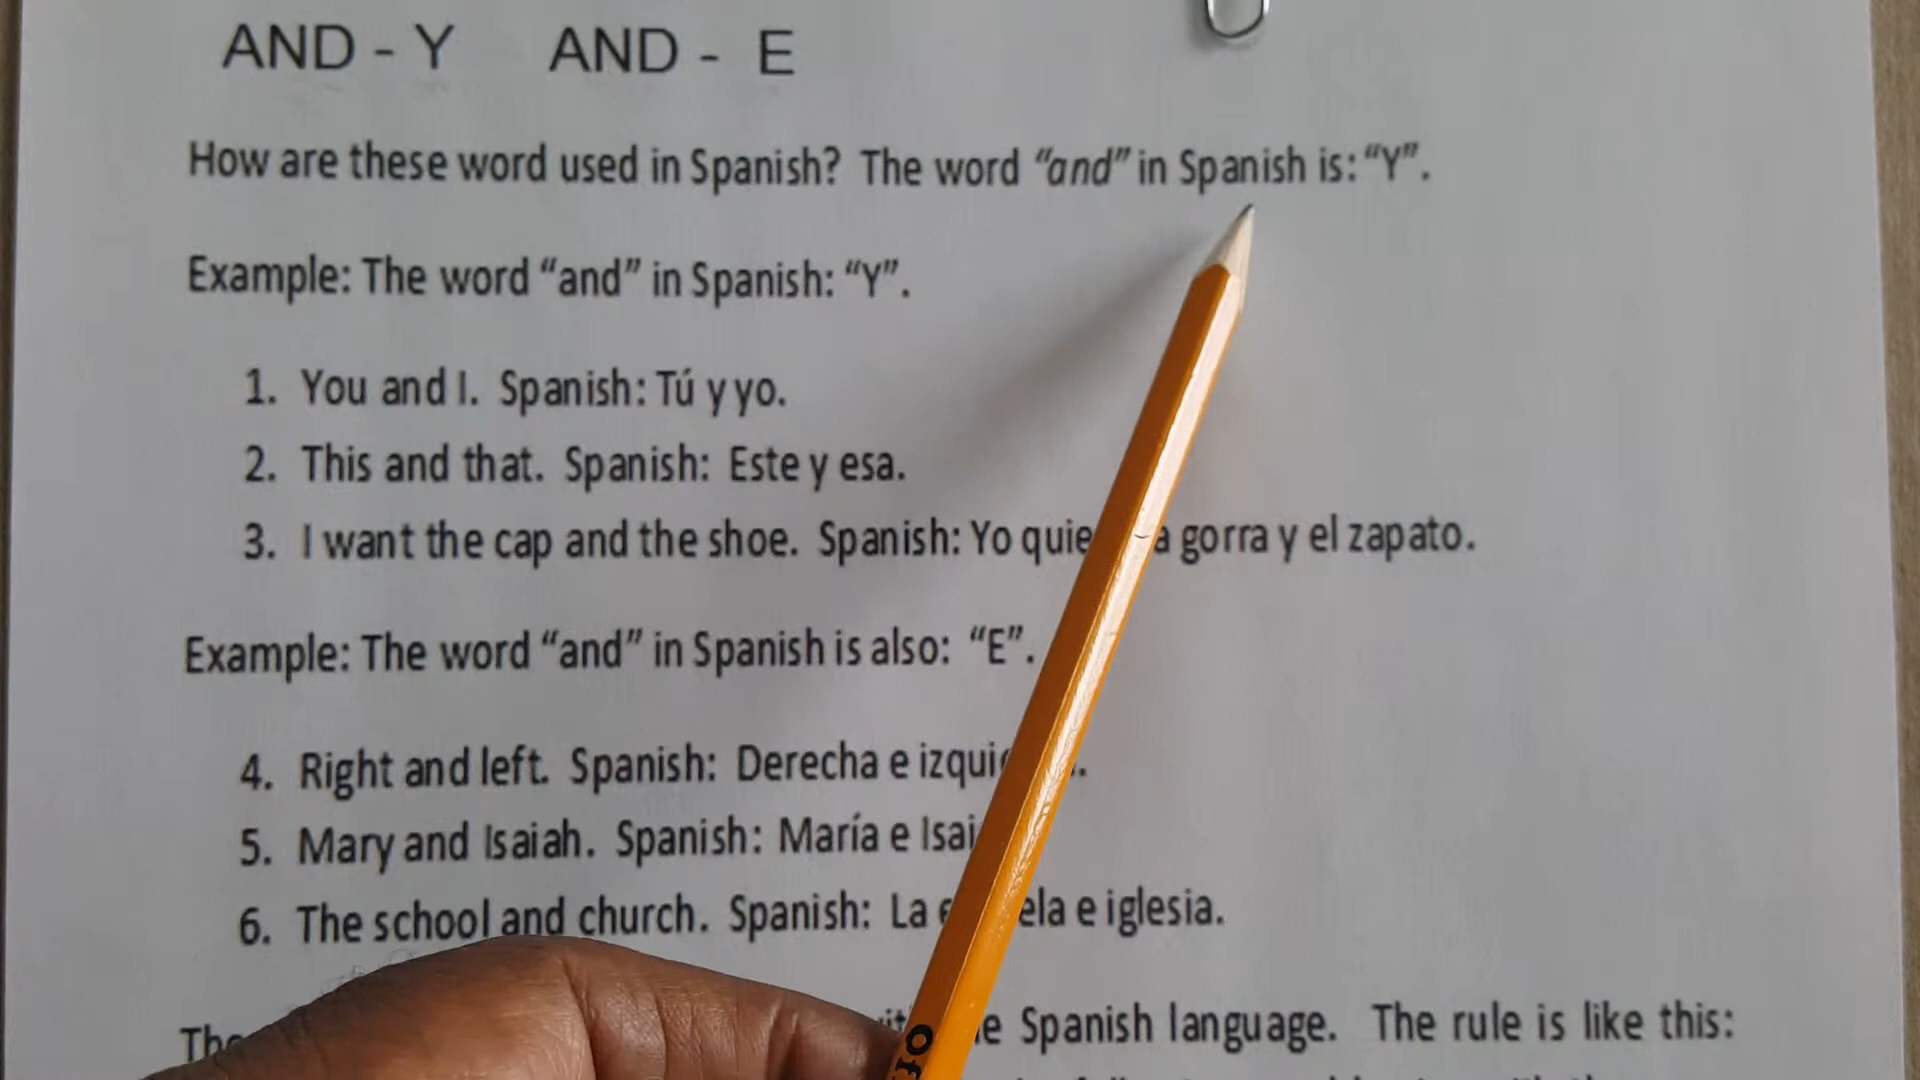 AND - Y AND - E
How are these word used in Spanish? The word “and” in Spanish is: “Y”.
Example: The word “and” in Spanish: “Y”.
1. You and I. Spanish: Tú y yo.
2. This and that. Spanish: Este y esa.
3. I want the cap and the shoe. Spanish: Yo gorra y el zapato.
Example: The word “and” in Spanish is also: “E”.
4. Right and left. Spanish: Derecha e
5. Mary and Isaiah. Spanish: María e
6. The school and church. Spanish: La e iglesia.
Spanish language. The rule is like this: